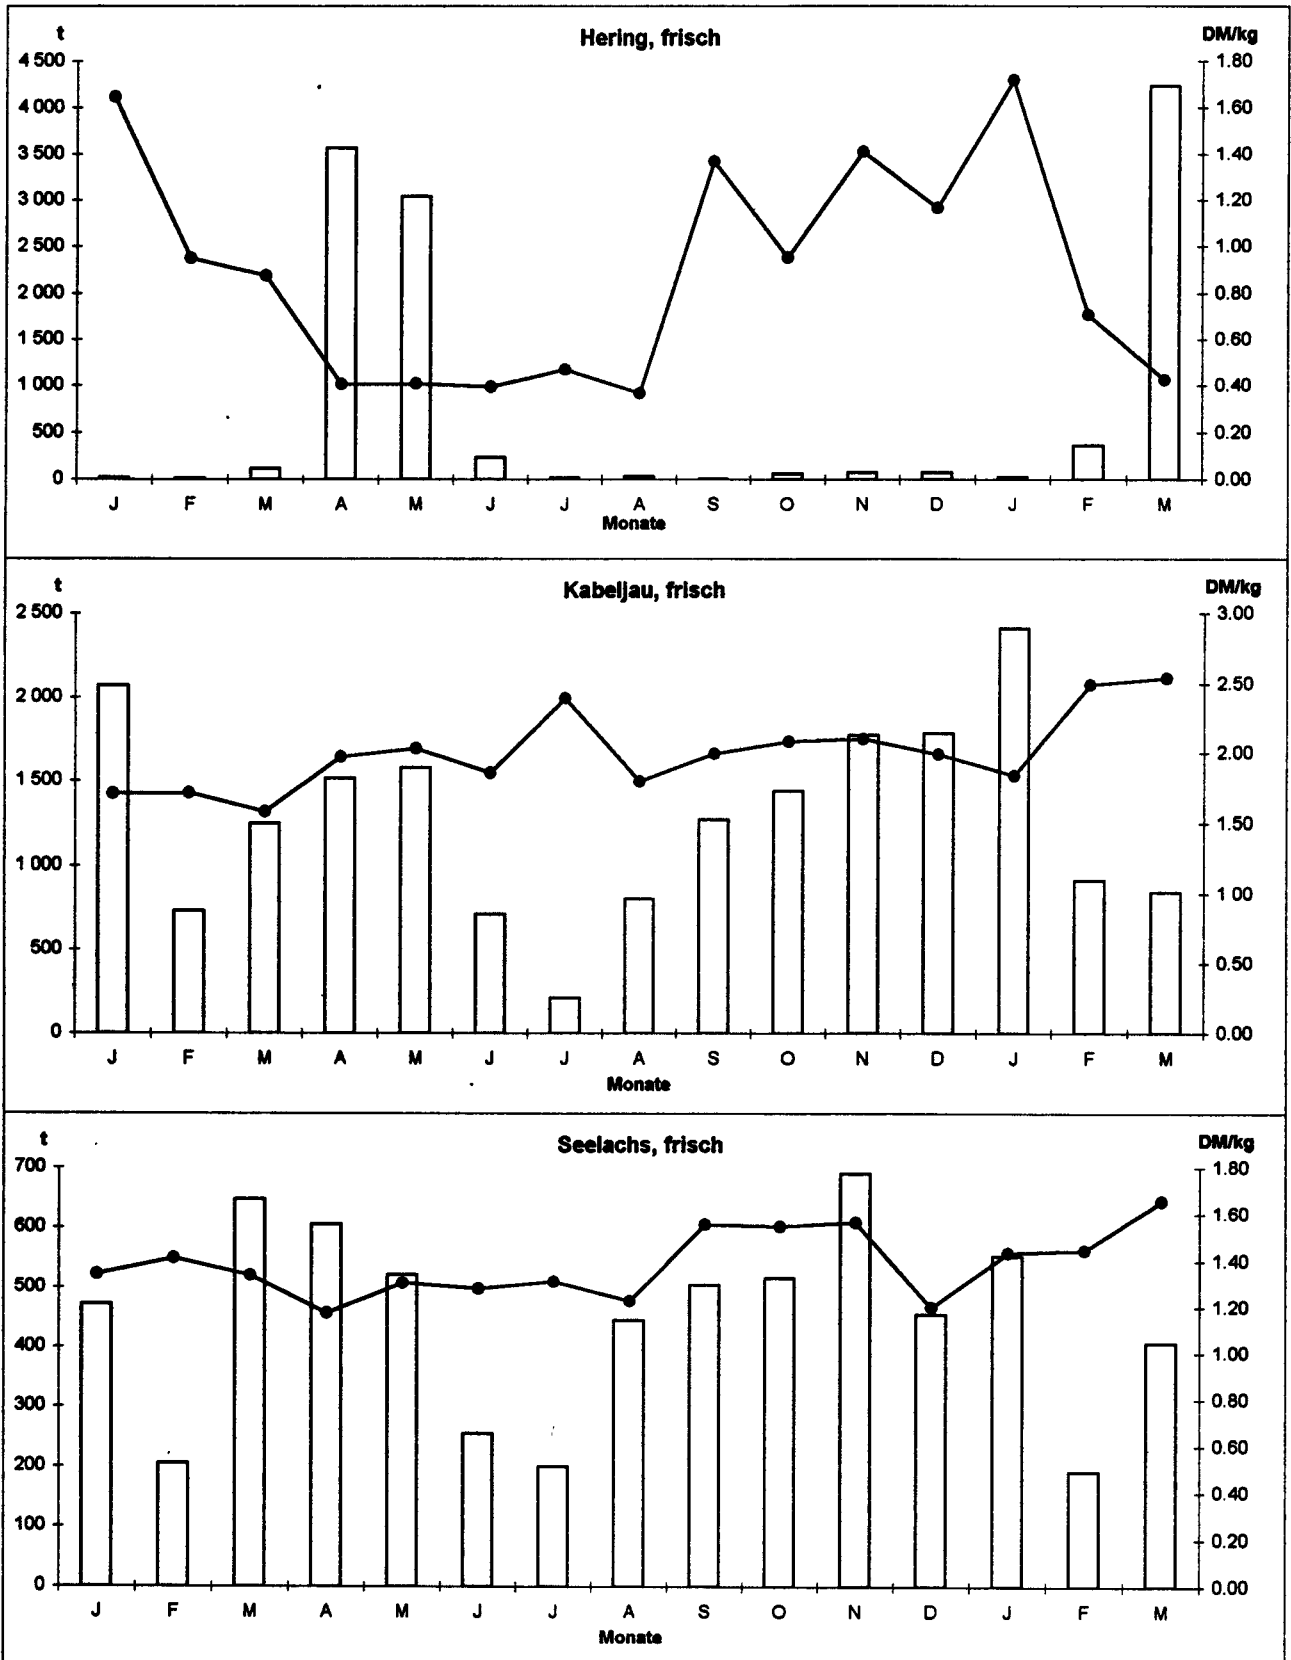 t Hering, frisch DM/kg
4 500 1.80
4 000 1.60
3 500 1.40
3 000 1.20
2 500 1.00
2 000 0.80
1 500 0.60
1 000 0.40
500 0.20
0 0.00
J F M A M J J A S O N D J F M
Monate
t Kabeljau, frisch DM/kg
2 500 3.00
2 000 2.50
1 500 2.00
1 000 1.50
500 1.00
0 0.50
0.00
J F M A M J J A S O N D J F M
Monate
t Seelachs, frisch DM/kg
700 1.80
600 1.60
500 1.40
400 1.20
300 1.00
200 0.80
100 0.60
0 0.40
0.20
0.00
J F M A M J J A S O N D J F M
Monate